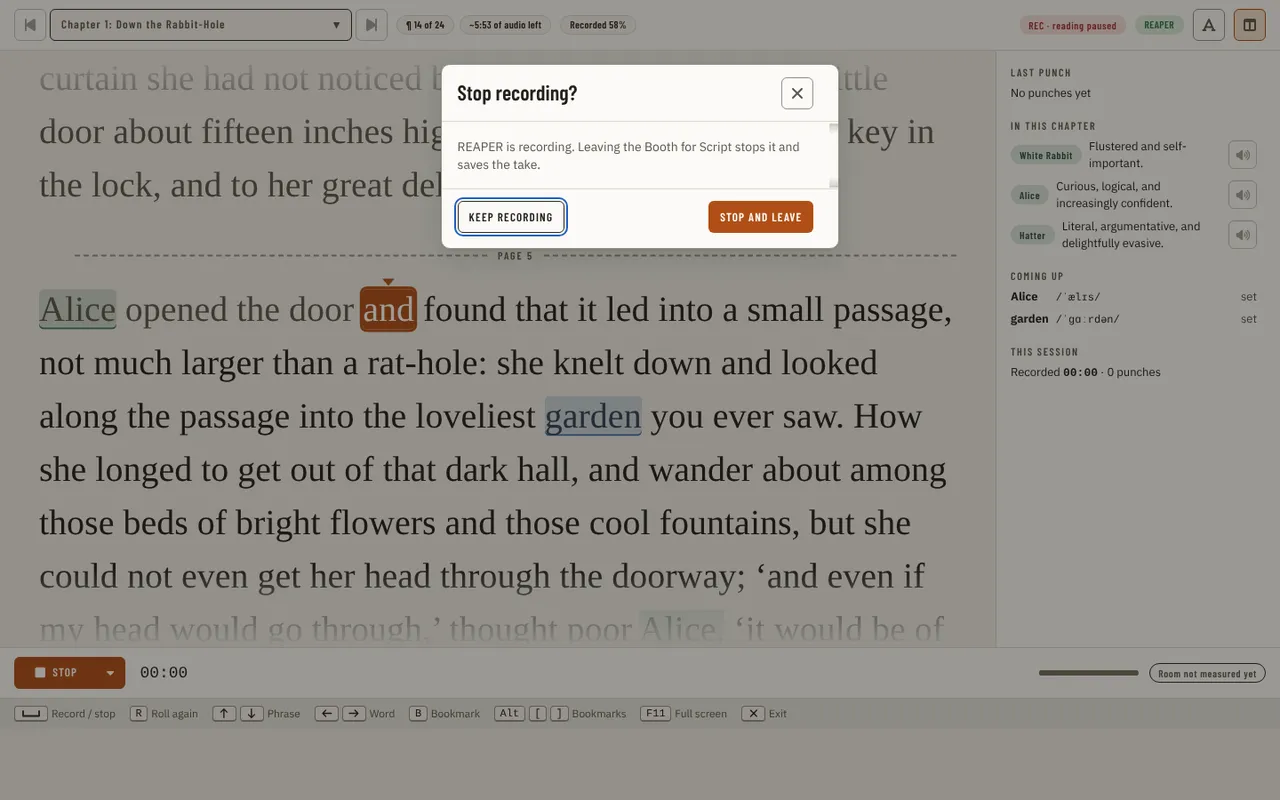 Chapter 1: Down the Rabbit-Hole
¶ 14 of 24
~5:53 of audio left
Recorded 58%
REC · reading paused
REAPER
A
curtain she had not noticed
door about fifteen inches key in
the lock, and to her great
Stop recording?
REAPER is recording. Leaving the Booth for Script stops it and
saves the take.
KEEP RECORDING
STOP AND LEAVE
PAGE 5
Alice opened the door and found that it led into a small passage,
not much larger than a rat-hole: she knelt down and looked
along the passage into the loveliest garden you ever saw. How
she longed to get out of that dark hall, and wander about among
those beds of bright flowers and those cool fountains, but she
could not even get her head through the doorway; ‘and even if
my head would go through,’ thought poor Alice, ‘it would be of
LAST PUNCH
No punches yet
IN THIS CHAPTER
White Rabbit Flustered and self-
important.
Alice Curious, logical, and
increasingly confident.
Hatter Literal, argumentative, and
delightfully evasive.
COMING UP
Alice /ˈælɪs/ set
garden /ˈɡɑːrdən/ set
THIS SESSION
Recorded 00:00 · 0 punches
STOP
00:00
Room not measured yet
Record / stop
R Roll again
↑ ↓ Phrase
← → Word
B Bookmark
Alt [ ] Bookmarks
F11 Full screen
Exit